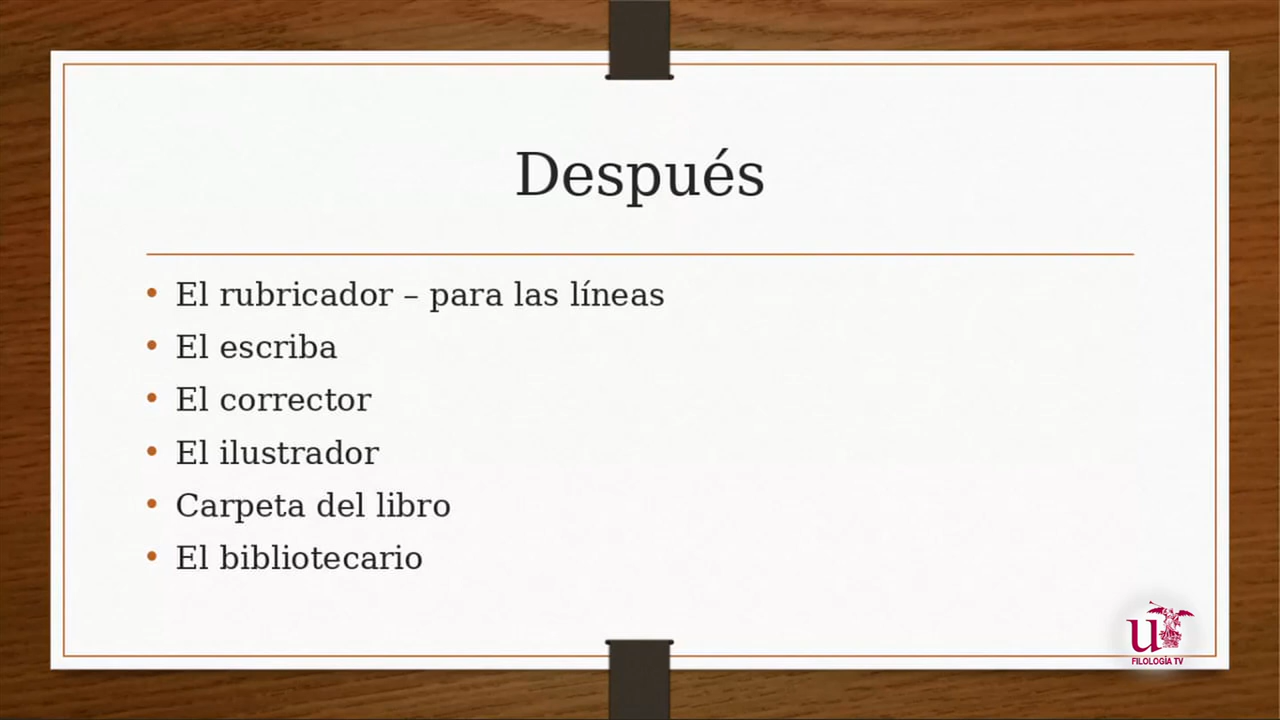 Después
• El rubricador – para las líneas
• El escriba
• El corrector
• El ilustrador
• Carpeta del libro
• El bibliotecario
u
FILOLOGÍA TV